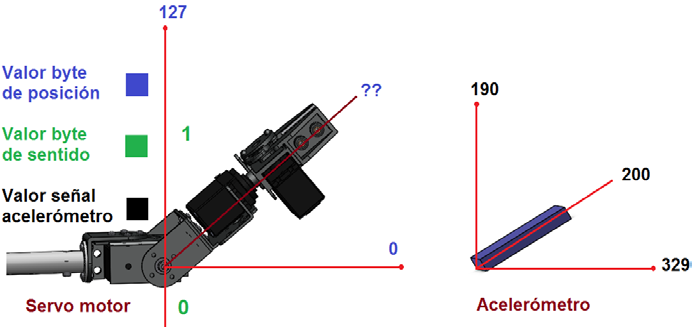 127
Valor byte
de posición
??
190
Valor byte
de sentido
1
Valor señal
acelerómetro
200
0
329
Servo motor
0
Acelerómetro